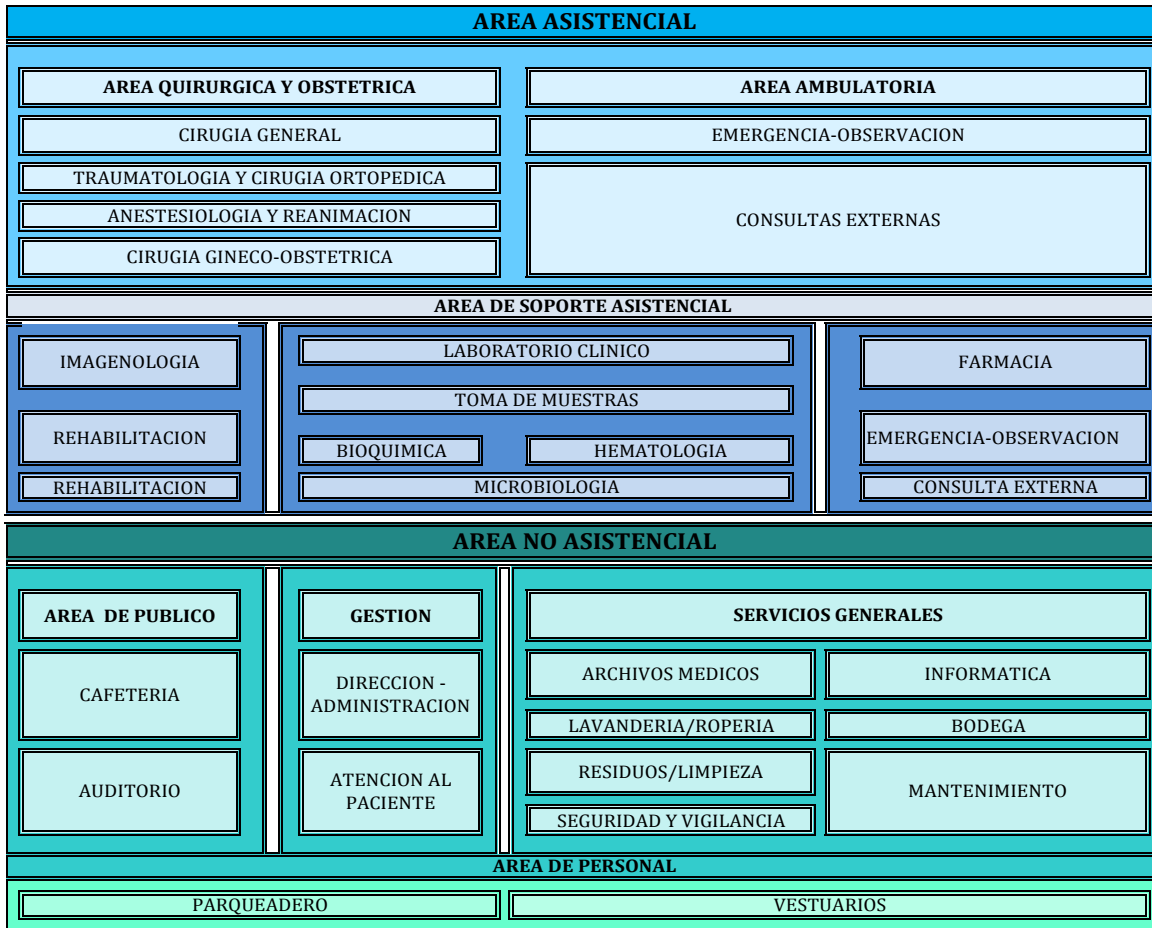 AREA ASISTENCIAL
AREA QUIRURGICA Y OBSTETRICA
AREA AMBULATORIA
CIRUGIA GENERAL
EMERGENCIA-OBSERVACION
TRAUMATOLOGIA Y CIRUGIA ORTOPEDICA
ANESTESIOLOGIA Y REANIMACION
CONSULTAS EXTERNAS
CIRUGIA GINECO-OBSTETRICA
AREA DE SOPORTE ASISTENCIAL
IMAGENOLOGIA
REHABILITACION
REHABILITACION
LABORATORIO CLINICO
TOMA DE MUESTRAS
BIOQUIMICA
HEMATOLOGIA
MICROBIOLOGIA
FARMACIA
EMERGENCIA-OBSERVACION
CONSULTA EXTERNA
AREA NO ASISTENCIAL
AREA DE PUBLICO
CAFETERIA
AUDITORIO
GESTION
DIRECCION -
ADMINISTRACION
ATENCION AL
PACIENTE
SERVICIOS GENERALES
ARCHIVOS MEDICOS
INFORMATICA
LAVANDERIA/ROPERIA
BODEGA
RESIDUOS/LIMPIEZA
MANTENIMIENTO
SEGURIDAD Y VIGILANCIA
AREA DE PERSONAL
PARQUEADERO
VESTUARIOS